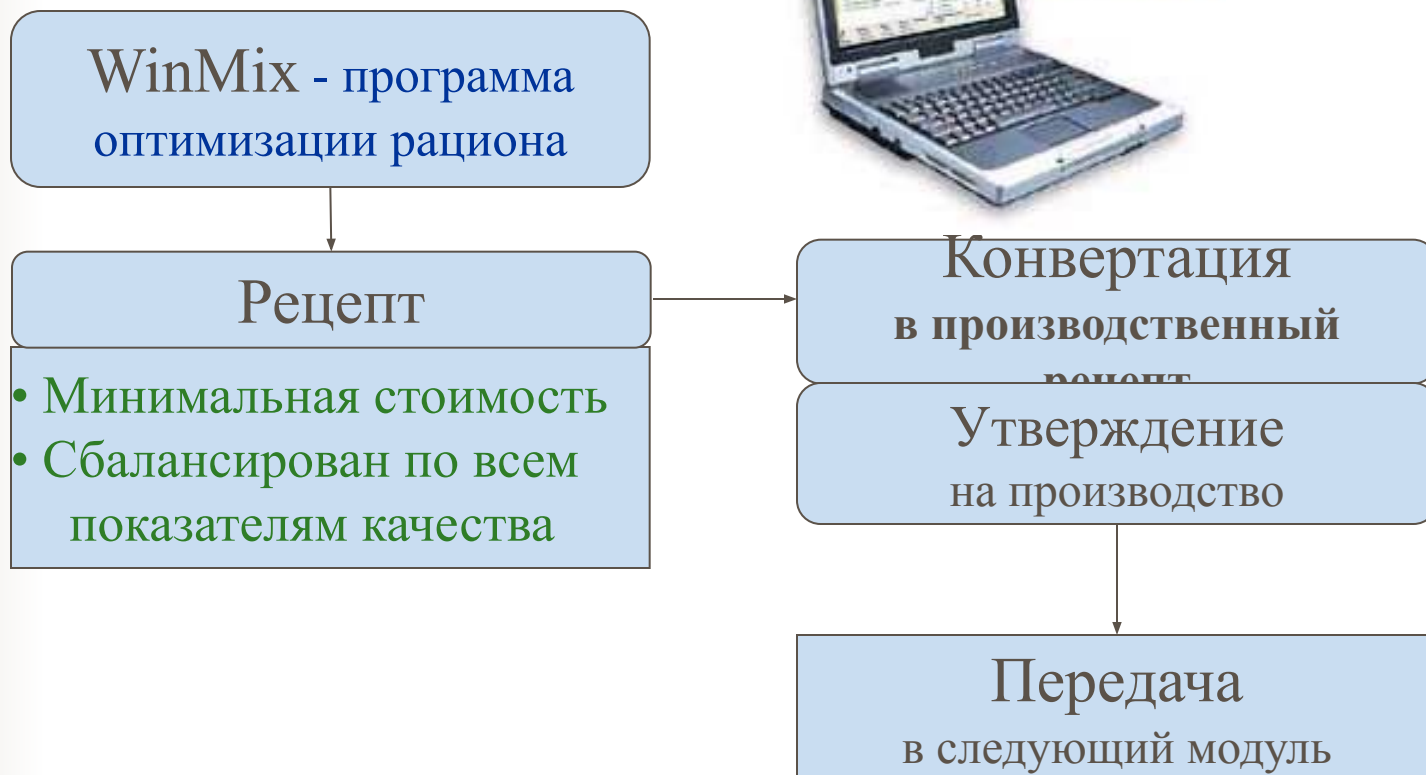 WinMix - программа
оптимизации рациона
Рецепт
• Минимальная стоимость
• Сбалансирован по всем
показателям качества
Конвертация
в производственный
рецепт
Утверждение
на производство
Передача
в следующий модуль